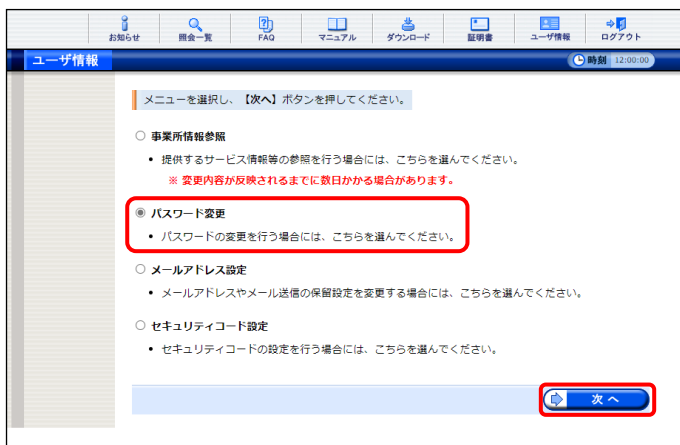 お知らせ 照会一覧 FAQ マニュアル ダウンロード 証明書 ユーザ情報 ログアウト
ユーザ情報 時刻 12:00:00
メニューを選択し、【次へ】ボタンを押してください。
事業所情報参照
• 提供するサービス情報等の参照を行う場合には、こちらを選んでください。
※ 変更内容が反映されるまでに数日かかる場合があります。
パスワード変更
• パスワードの変更を行う場合には、こちらを選んでください。
メールアドレス設定
• メールアドレスやメール送信の保留設定を変更する場合には、こちらを選んでください。
セキュリティコード設定
• セキュリティコードの設定を行う場合には、こちらを選んでください。
次へ